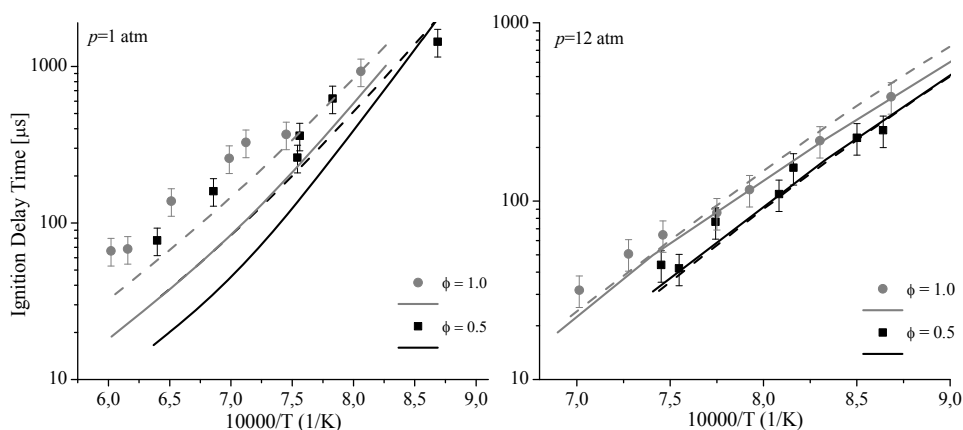 p=1 atm
1000
100
10
Ignition Delay Time [µs]
ϕ = 1.0
ϕ = 0.5
6,0 6,5 7,0 7,5 8,0 8,5 9,0
10000/T (1/K)
p=12 atm
1000
100
10
ϕ = 1.0
ϕ = 0.5
7,0 7,5 8,0 8,5 9,0
10000/T (1/K)